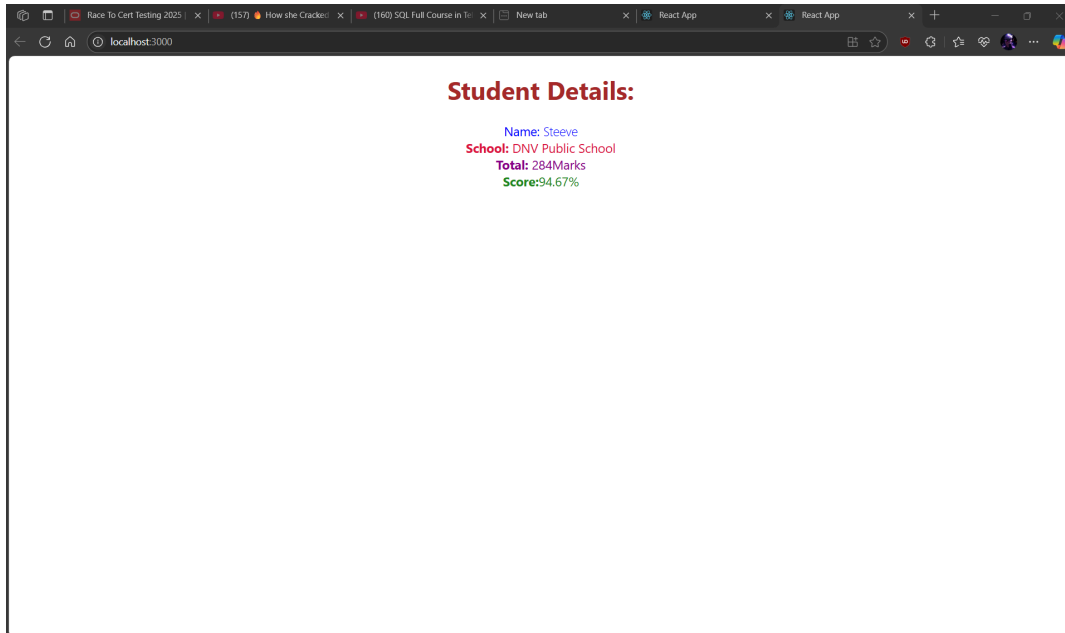 Race To Cert Testing 2025 | (157) 🔥 How she Cracked (160) SQL Full Course in Te New tab React App React App
localhost:3000
Student Details:
Name: Steeve
School: DNV Public School
Total: 284Marks
Score:94.67%